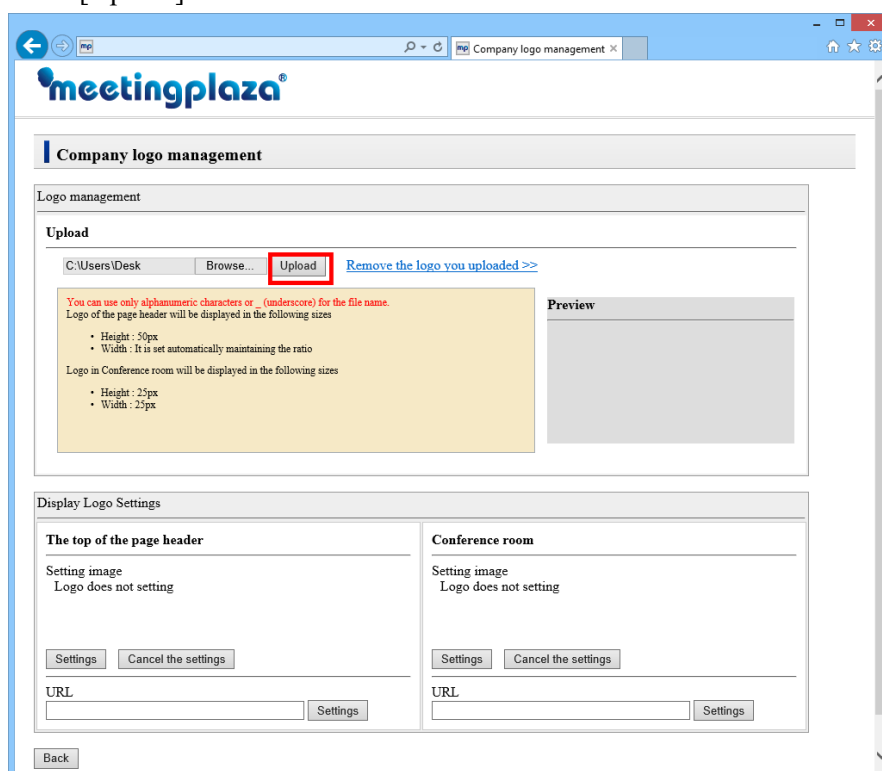 mp
mp Company logo management ×
meetingplaza®
Company logo management
Logo management
Upload
C:\Users\Desk Browse... Upload Remove the logo you uploaded >>
You can use only alphanumeric characters or _ (underscore) for the file name.
Logo of the page header will be displayed in the following sizes
• Height : 50px
• Width : It is set automatically maintaining the ratio
Logo in Conference room will be displayed in the following sizes
• Height : 25px
• Width : 25px
Preview
Display Logo Settings
The top of the page header
Setting image
Logo does not setting
Settings Cancel the settings
URL
Settings
Conference room
Setting image
Logo does not setting
Settings Cancel the settings
URL
Settings
Back